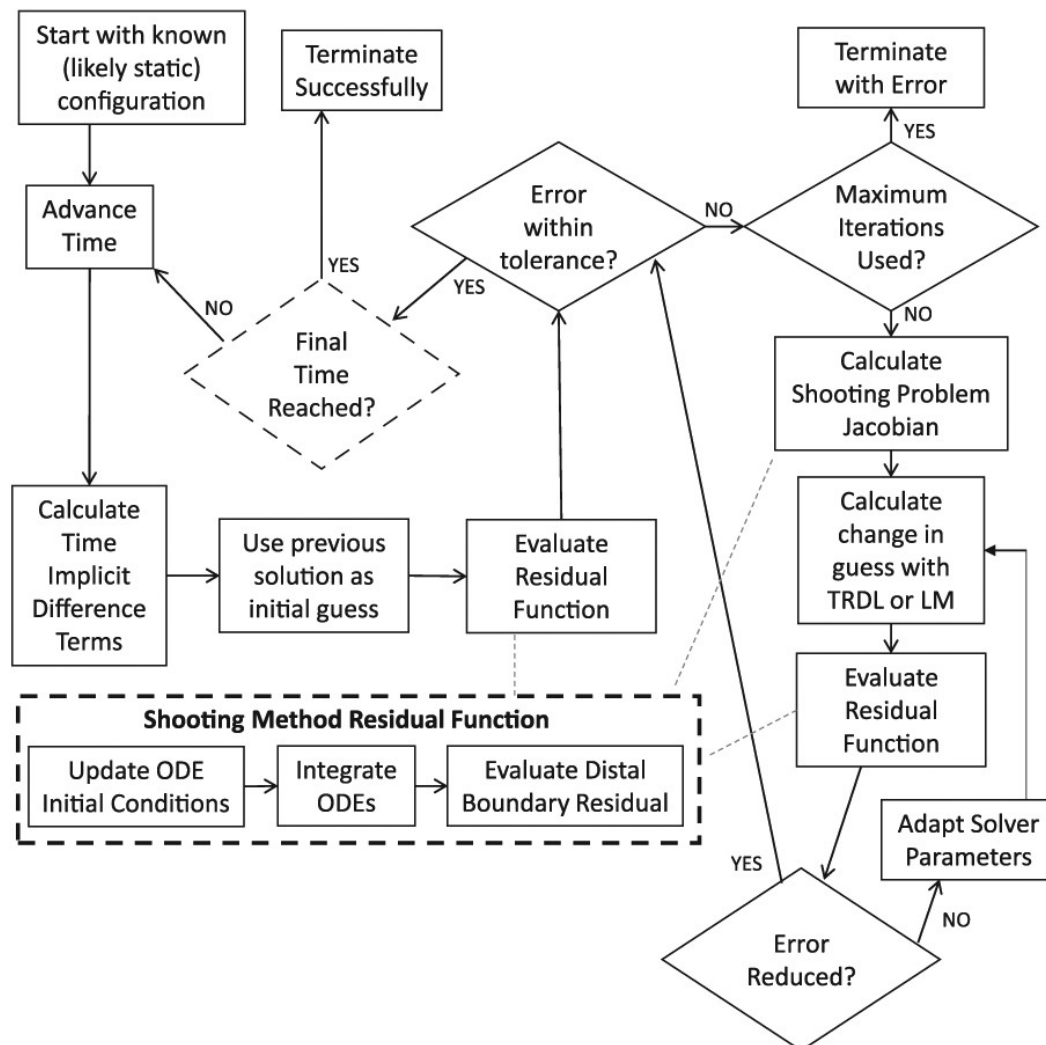 Start with known
(likely static)
configuration
Terminate
Successfully
Terminate
with Error
YES
Advance
Time
Error
within
tolerance?
NO
Maximum
Iterations
Used?
YES
YES
NO
NO
Final
Time
Reached?
Calculate
Shooting Problem
Jacobian
Calculate
Time
Implicit
Difference
Terms
Use previous
solution as
initial guess
Evaluate
Residual
Function
Calculate
change in
guess with
TRDL or LM
Evaluate
Residual
Function
Shooting Method Residual Function
Update ODE
Initial Conditions
Integrate
ODEs
Evaluate Distal
Boundary Residual
Adapt Solver
Parameters
YES
NO
Error
Reduced?